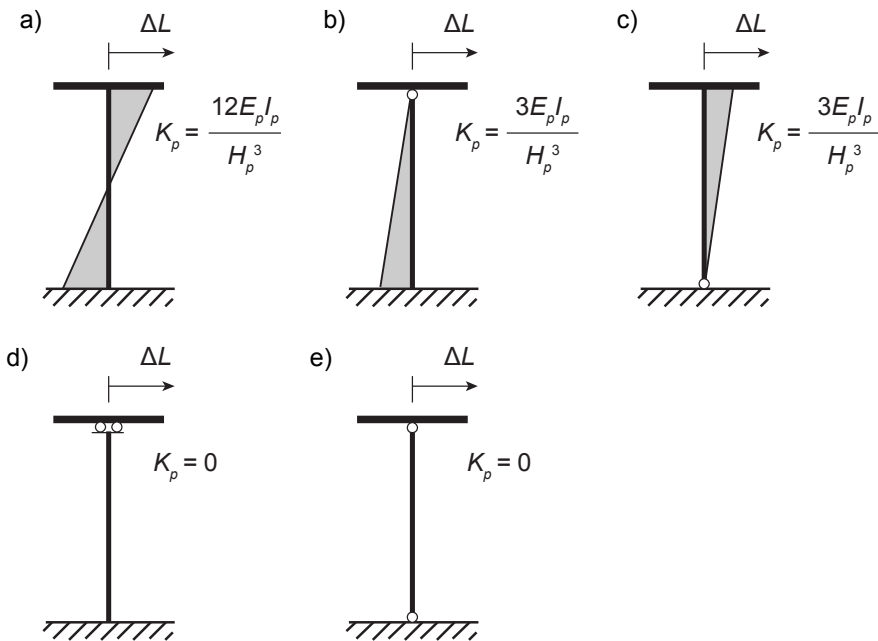 a)
ΔL
K_p = 12E_pI_p / H_p^3
b)
ΔL
K_p = 3E_pI_p / H_p^3
c)
ΔL
K_p = 3E_pI_p / H_p^3
d)
ΔL
K_p = 0
e)
ΔL
K_p = 0